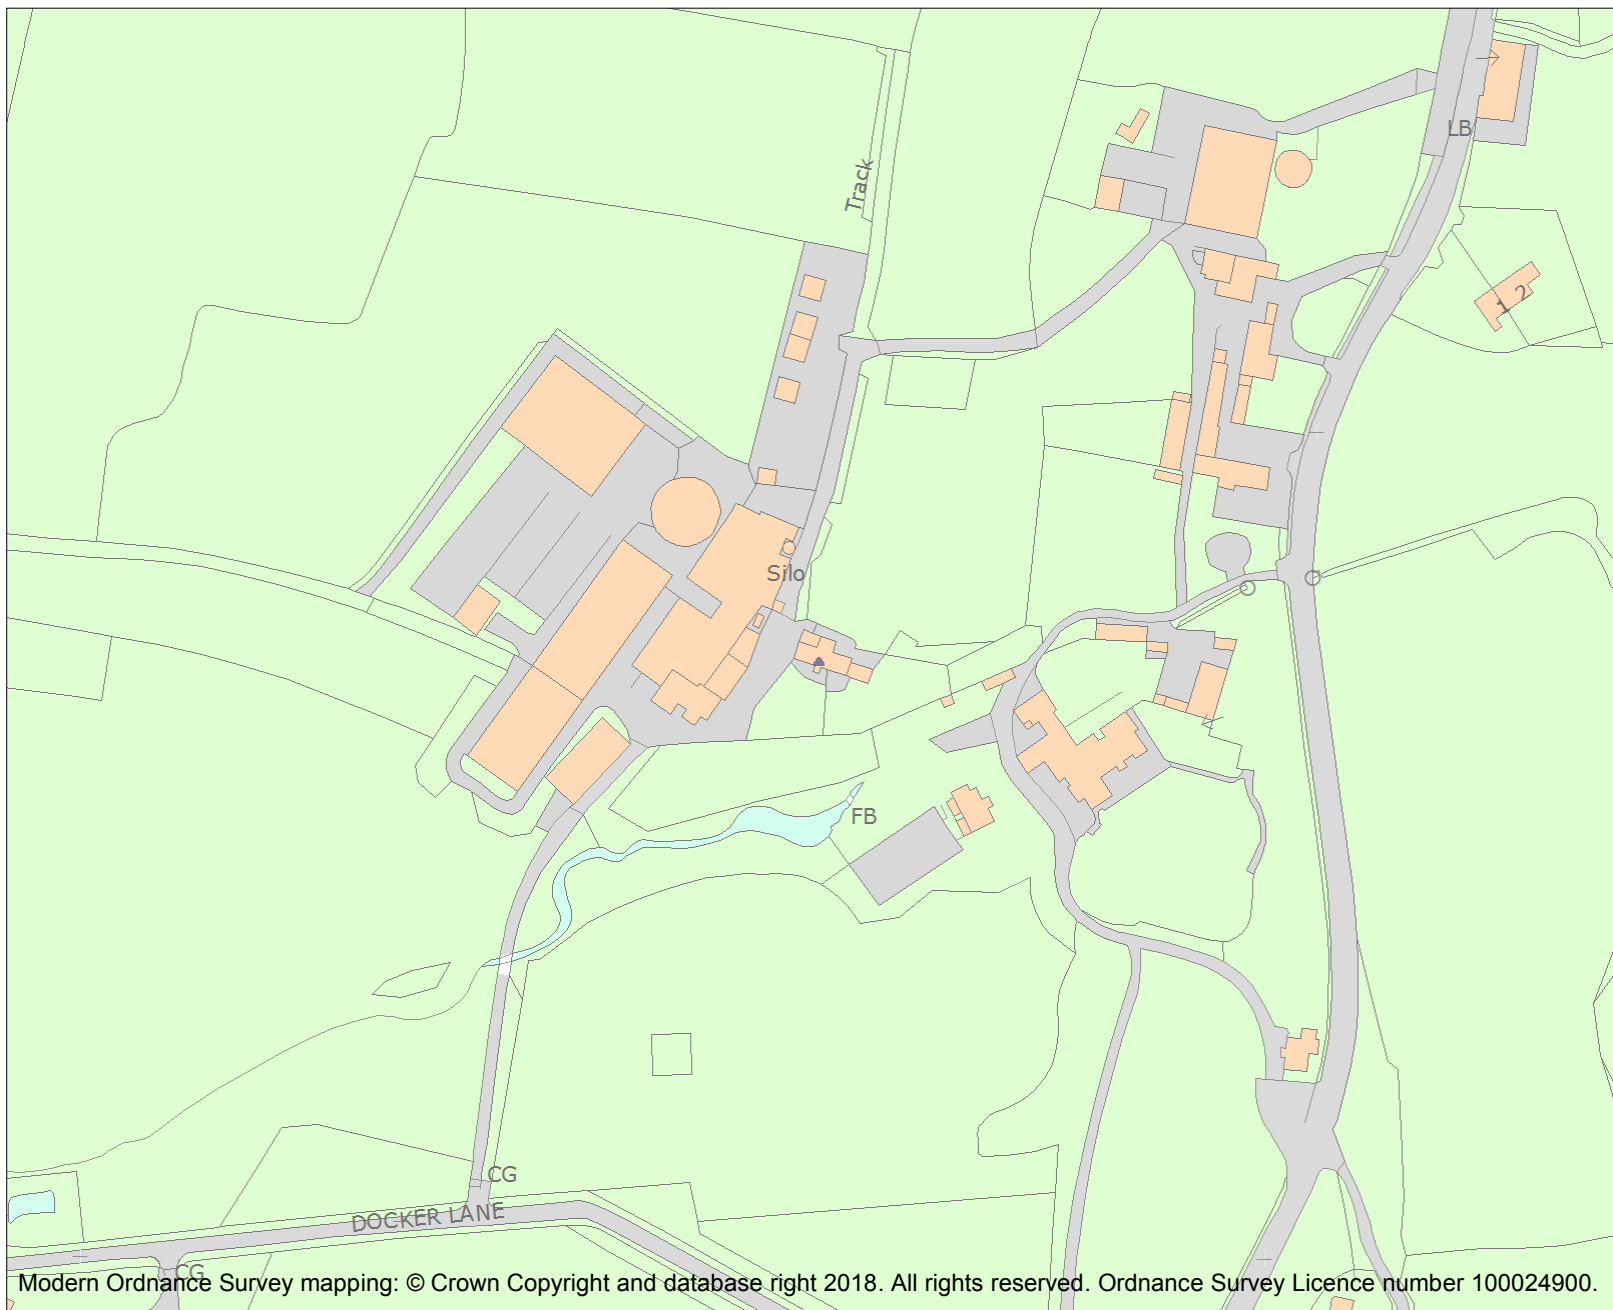 LB
Track
1 2
Silo
FB
CG
DOCKER LANE
CG
Modern Ordnance Survey mapping: © Crown Copyright and database right 2018. All rights reserved. Ordnance Survey Licence number 100024900.